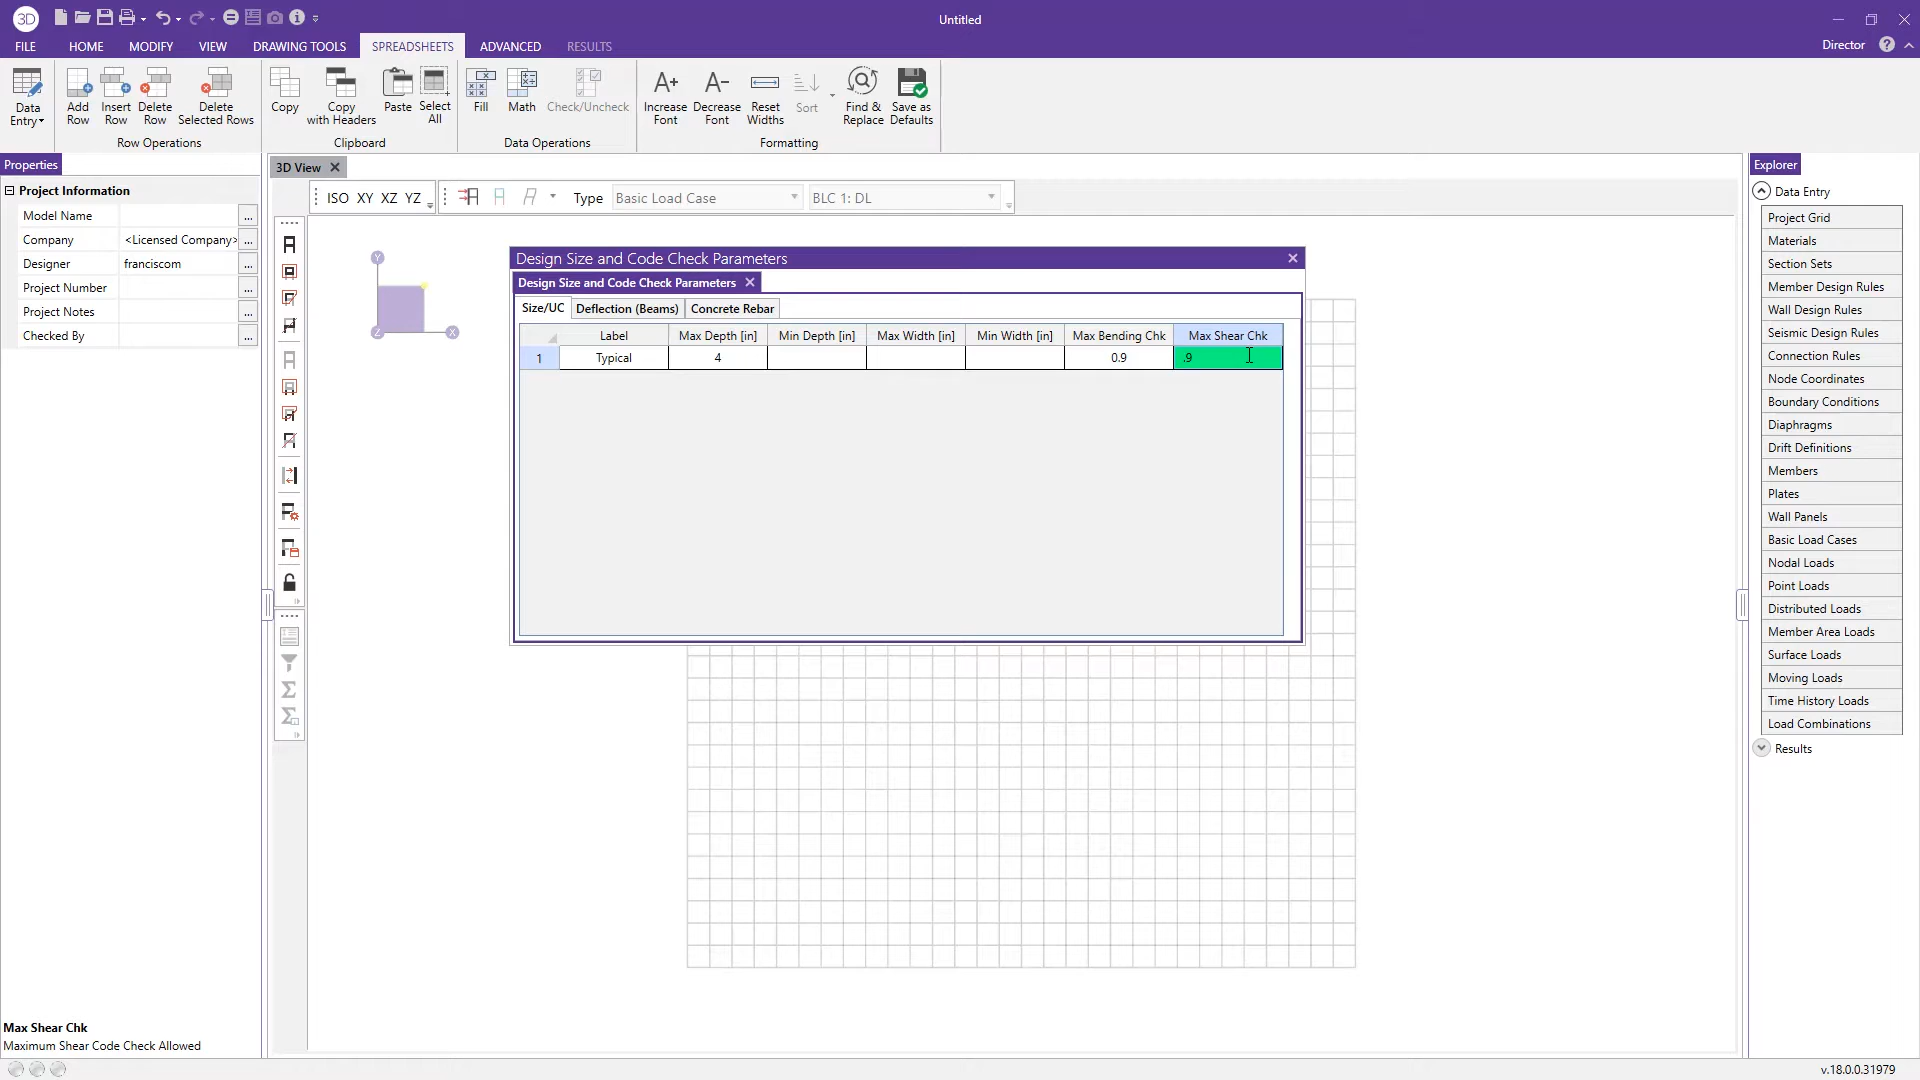 3D
Untitled
FILE HOME MODIFY VIEW DRAWING TOOLS SPREADSHEETS ADVANCED RESULTS
Director ?
Data Entry
Add Row
Insert Row
Delete Row
Delete Selected Rows
Row Operations
Copy
Copy with Headers
Paste
Select All
Clipboard
Fill
Math
Check/Uncheck
Data Operations
A+ Increase Font
A- Decrease Font
Reset Widths
Sort
Find & Replace
Save as Defaults
Formatting
Properties
Project Information
Model Name ...
Company <Licensed Company> ...
Designer franciscom ...
Project Number ...
Project Notes ...
Checked By ...
3D View
ISO XY XZ YZ
Type Basic Load Case BLC 1: DL
Y
Z X
Design Size and Code Check Parameters
Design Size and Code Check Parameters
Size/UC Deflection (Beams) Concrete Rebar
Label Max Depth [in] Min Depth [in] Max Width [in] Min Width [in] Max Bending Chk Max Shear Chk
1 Typical 4 0.9 .9
Explorer
Data Entry
Project Grid
Materials
Section Sets
Member Design Rules
Wall Design Rules
Seismic Design Rules
Connection Rules
Node Coordinates
Boundary Conditions
Diaphragms
Drift Definitions
Members
Plates
Wall Panels
Basic Load Cases
Nodal Loads
Point Loads
Distributed Loads
Member Area Loads
Surface Loads
Moving Loads
Time History Loads
Load Combinations
Results
Max Shear Chk
Maximum Shear Code Check Allowed
v.18.0.0.31979